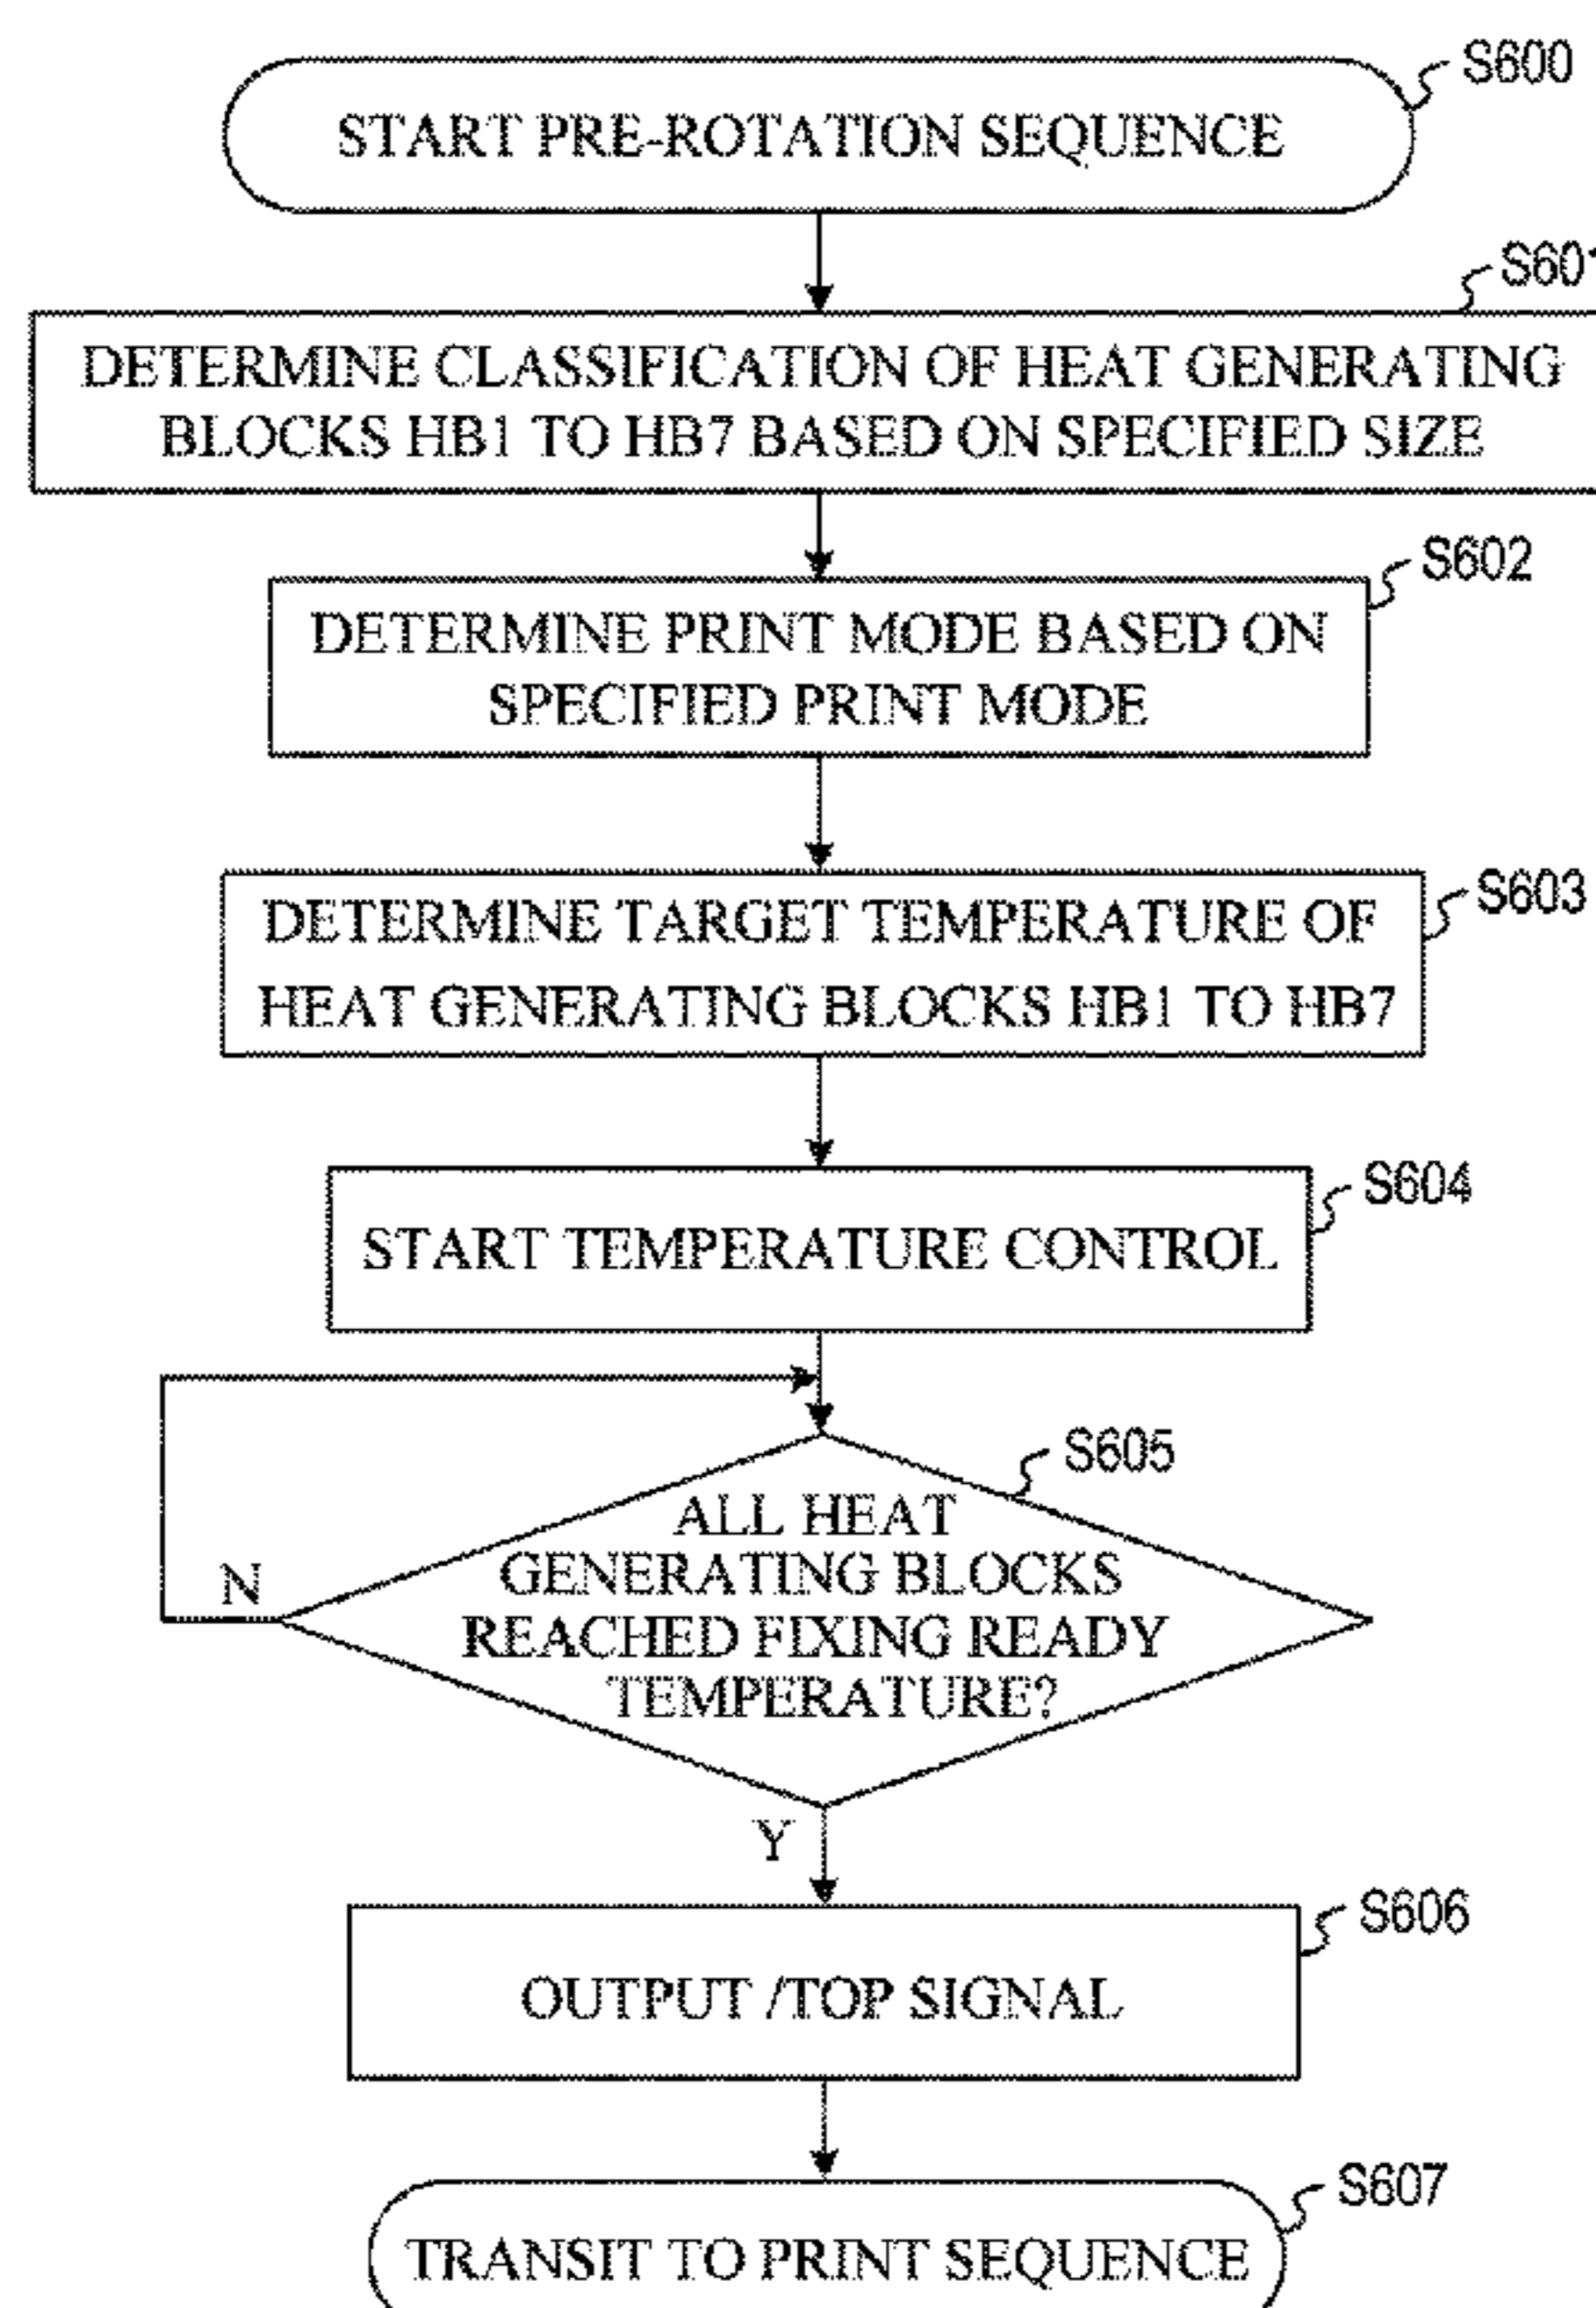 S600
START PRE-ROTATION SEQUENCE
S601
DETERMINE CLASSIFICATION OF HEAT GENERATING
BLOCKS HB1 TO HB7 BASED ON SPECIFIED SIZE
S602
DETERMINE PRINT MODE BASED ON
SPECIFIED PRINT MODE
S603
DETERMINE TARGET TEMPERATURE OF
HEAT GENERATING BLOCKS HB1 TO HB7
S604
START TEMPERATURE CONTROL
S605
ALL HEAT
GENERATING BLOCKS
REACHED FIXING READY
TEMPERATURE?
N
Y
S606
OUTPUT /TOP SIGNAL
S607
TRANSIT TO PRINT SEQUENCE